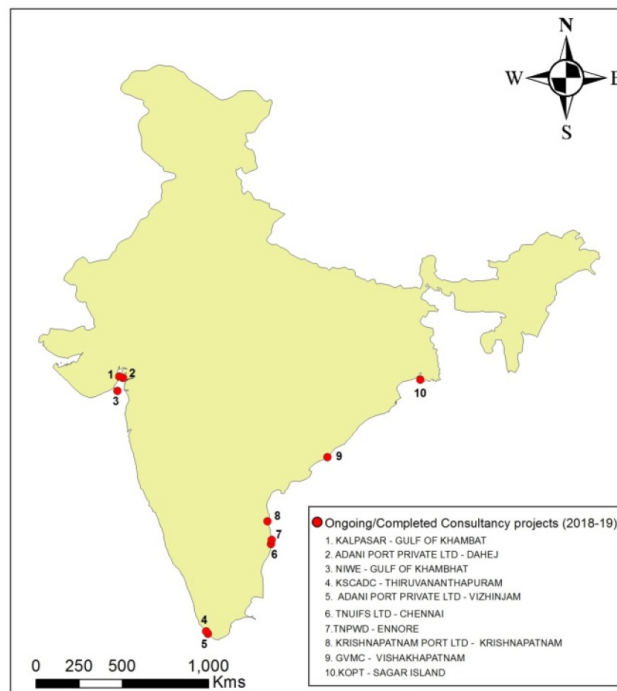 N
W E
S
1 2
3
10
9
8
7
6
4
5
Ongoing/Completed Consultancy projects (2018-19)
1. KALPASAR - GULF OF KHAMBAT
2. ADANI PORT PRIVATE LTD - DAHEJ
3. NIWE - GULF OF KHAMBHAT
4. KSCADC - THIRUVANANTHAPURAM
5. ADANI PORT PRIVATE LTD - VIZHINJAM
6. TNUIFS LTD - CHENNAI
7. TNPWD - ENNORE
8. KRISHNAPATNAM PORT LTD - KRISHNAPATNAM
9. GVMC - VISHAKHAPATNAM
10. KOPT - SAGAR ISLAND
0 250 500 1,000
Kms